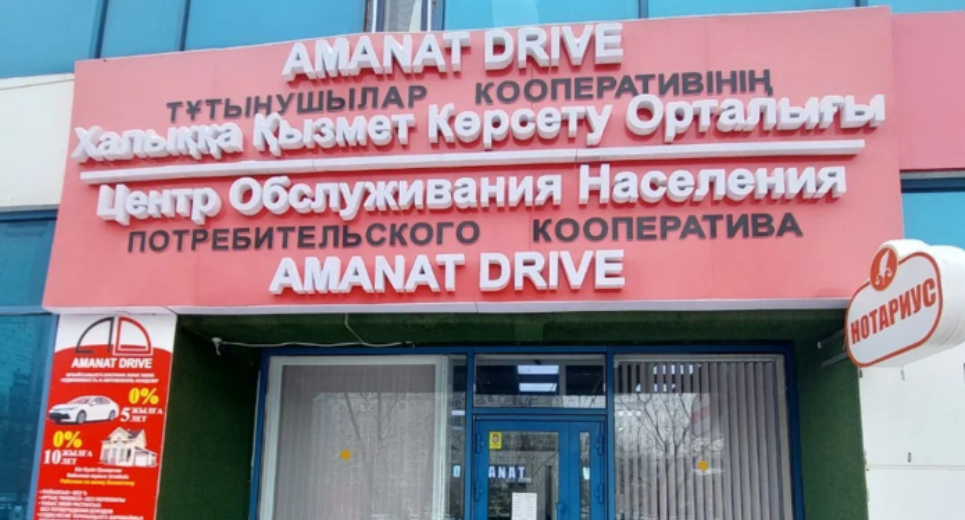 AMANAT DRIVE
ТҰТЫНУШЫЛАР КООПЕРАТИВІНІҢ
Халыққа Қызмет Көрсету Орталығы
Центр Обслуживания Населения
ПОТРЕБИТЕЛЬСКОГО КООПЕРАТИВА
AMANAT DRIVE
НОТАРИУС
AMANAT DRIVE
0%
5 ЖЫЛҒА
ЛЕТ
0%
10 ЖЫЛҒА
ЛЕТ
AMANAT